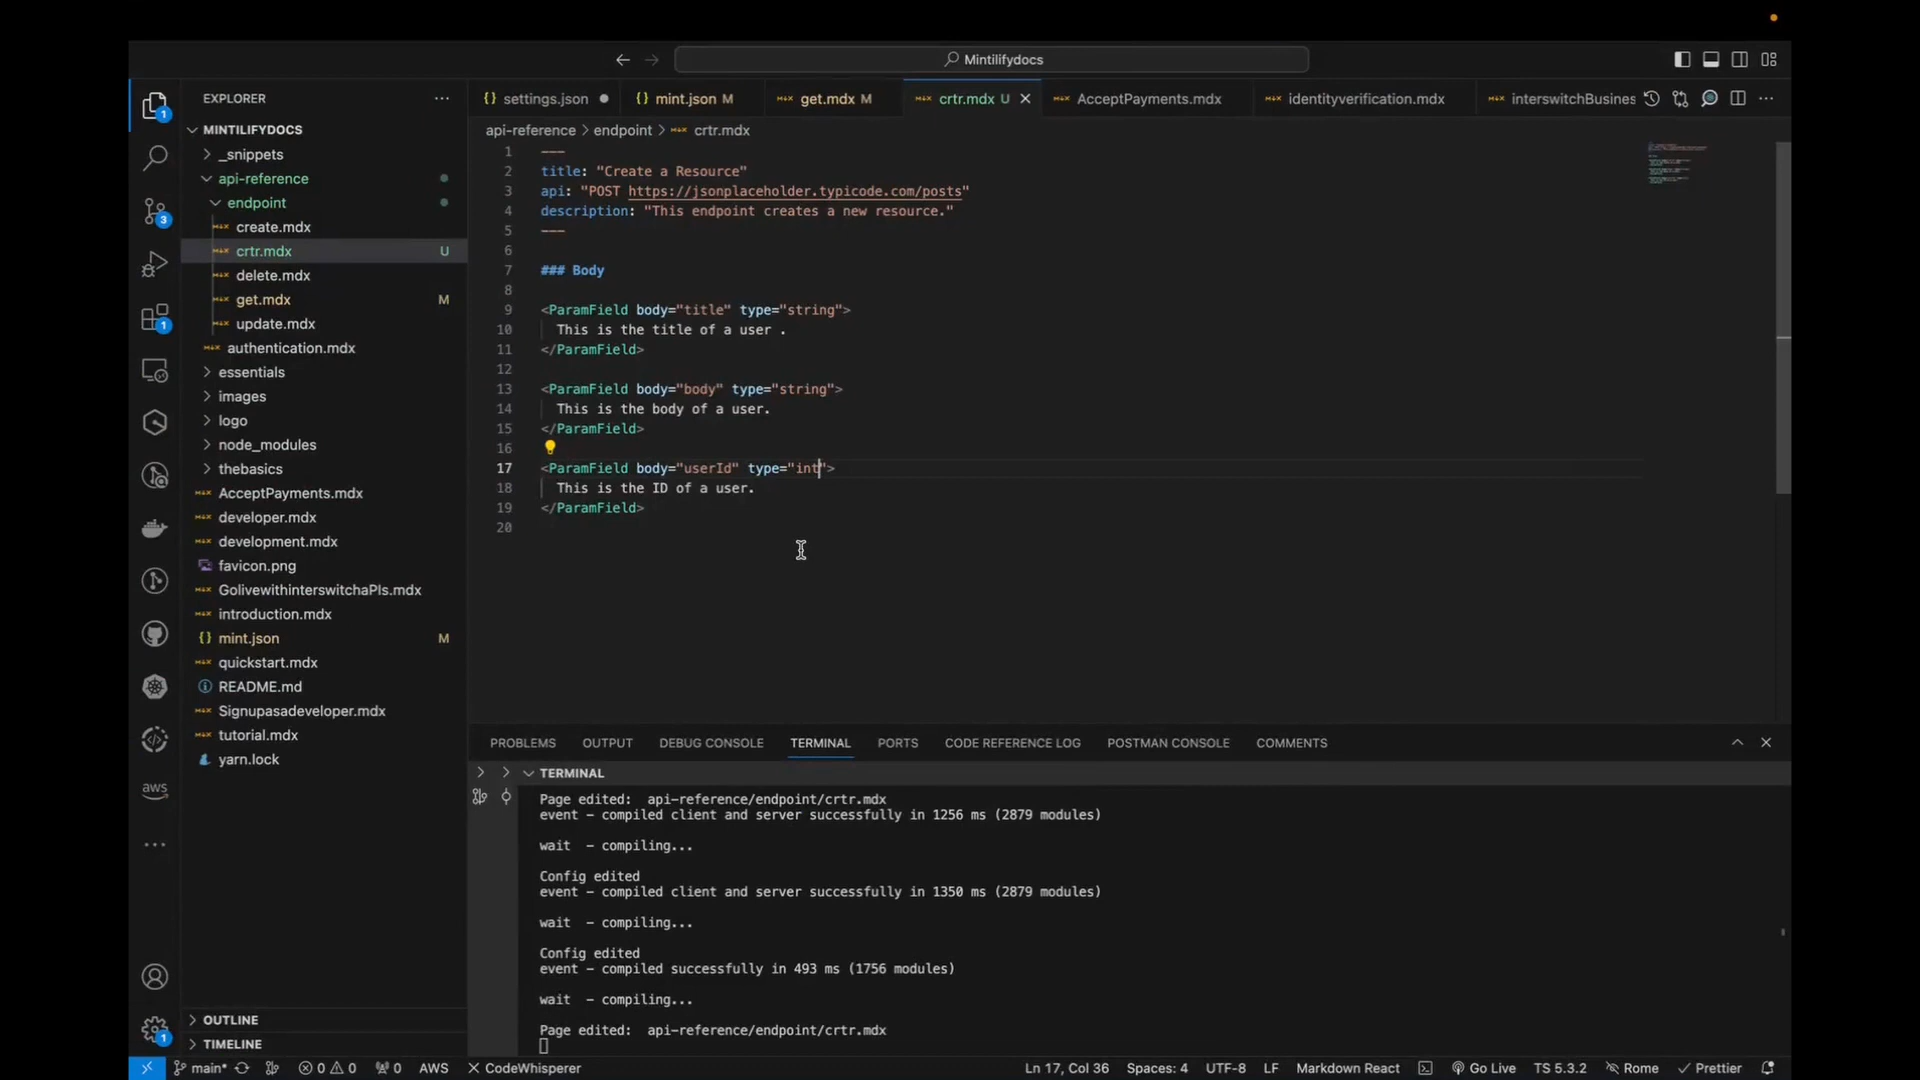 Mintilifydocs
EXPLORER
settings.json
mint.json M
get.mdx M
crtr.mdx U
AcceptPayments.mdx
identityverification.mdx
interswitchBusines
MINTILIFYDOCS
api-reference > endpoint > crtr.mdx
_snippets
api-reference
endpoint
create.mdx
crtr.mdx U
delete.mdx
get.mdx M
update.mdx
authentication.mdx
essentials
images
logo
node_modules
thebasics
AcceptPayments.mdx
developer.mdx
development.mdx
favicon.png
GolivewithinterswitchaPIs.mdx
introduction.mdx
{} mint.json M
quickstart.mdx
README.md
Signupasadeveloper.mdx
tutorial.mdx
yarn.lock
OUTLINE
TIMELINE
1 ---
2 title: "Create a Resource"
3 api: "POST https://jsonplaceholder.typicode.com/posts"
4 description: "This endpoint creates a new resource."
5 ---
6
7 ### Body
8
9 <ParamField body="title" type="string">
10 This is the title of a user .
11 </ParamField>
12
13 <ParamField body="body" type="string">
14 This is the body of a user.
15 </ParamField>
16
17 <ParamField body="userId" type="int">
18 This is the ID of a user.
19 </ParamField>
20
PROBLEMS OUTPUT DEBUG CONSOLE TERMINAL PORTS CODE REFERENCE LOG POSTMAN CONSOLE COMMENTS
TERMINAL
Page edited: api-reference/endpoint/crtr.mdx
event - compiled client and server successfully in 1256 ms (2879 modules)
wait - compiling...
Config edited
event - compiled client and server successfully in 1350 ms (2879 modules)
wait - compiling...
Config edited
event - compiled successfully in 493 ms (1756 modules)
wait - compiling...
Page edited: api-reference/endpoint/crtr.mdx
1
3
1
aws
1
main* 0 0 0 AWS CodeWhisperer Ln 17, Col 36 Spaces: 4 UTF-8 LF Markdown React Go Live TS 5.3.2 Rome Prettier